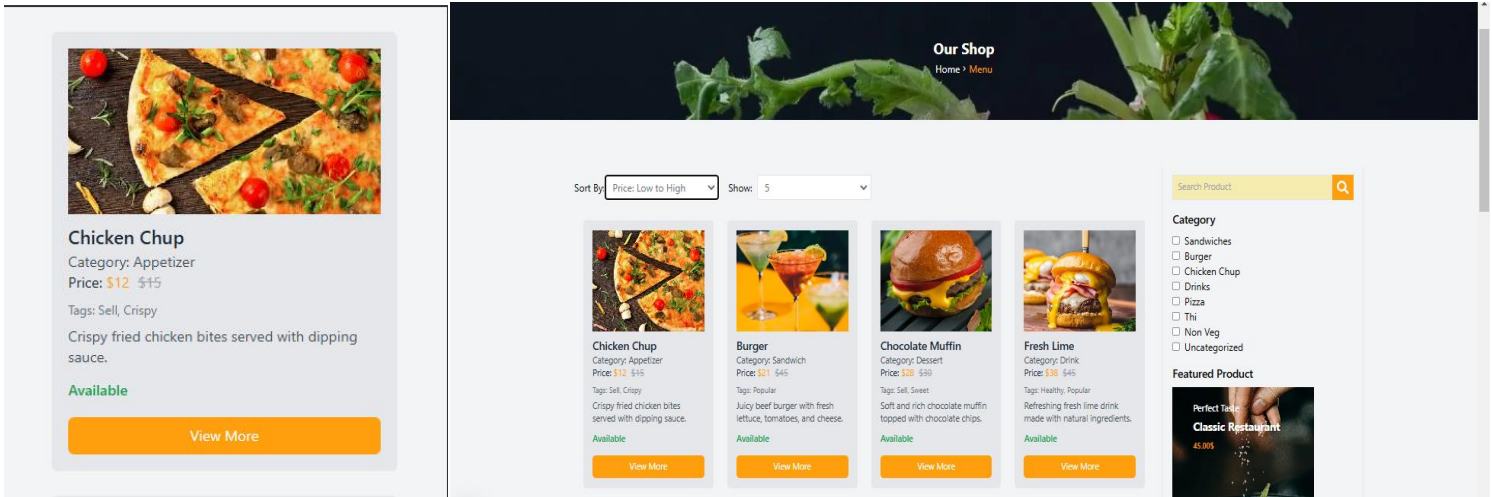 Chicken Chup
Category: Appetizer
Price: $12 $15
Tags: Sell, Crispy
Crispy fried chicken bites served with dipping
sauce.
Available
View More
Our Shop
Home > Menu
Sort By: Price: Low to High Show: 5
Chicken Chup
Category: Appetizer
Price: $12 $15
Tags: Sell, Crispy
Crispy fried chicken bites
served with dipping sauce.
Available
View More
Burger
Category: Sandwich
Price: $21 $45
Tags: Popular
Juicy beef burger with fresh
lettuce, tomatoes, and cheese.
Available
View More
Chocolate Muffin
Category: Dessert
Price: $28 $30
Tags: Sell, Sweet
Soft and rich chocolate muffin
topped with chocolate chips.
Available
View More
Fresh Lime
Category: Drink
Price: $38 $45
Tags: Healthy, Popular
Refreshing fresh lime drink
made with natural ingredients.
Available
View More
Search Product
Category
Sandwiches
Burger
Chicken Chup
Drinks
Pizza
Thi
Non Veg
Uncategorized
Featured Product
Perfect Taste
Classic Restaurant
45.00$